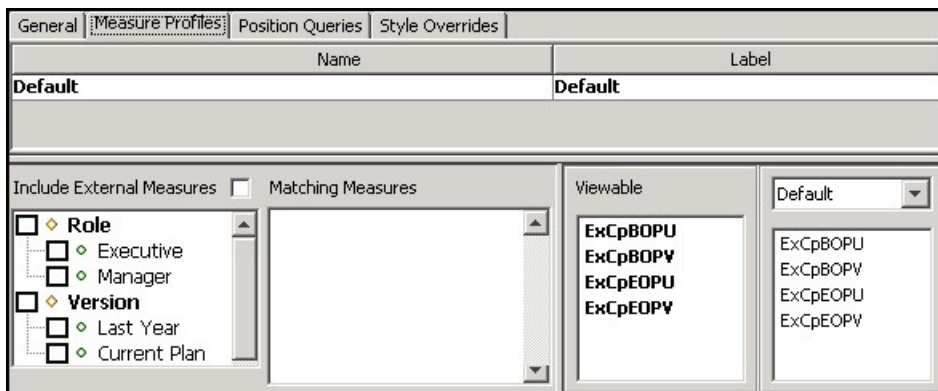 General Measure Profiles Position Queries Style Overrides
Name Label
Default Default
Include External Measures Matching Measures
Role
Executive
Manager
Version
Last Year
Current Plan
Viewable
ExCpBOPU
ExCpBOPV
ExCpEOPU
ExCpEOPV
Default
ExCpBOPU
ExCpBOPV
ExCpEOPU
ExCpEOPV